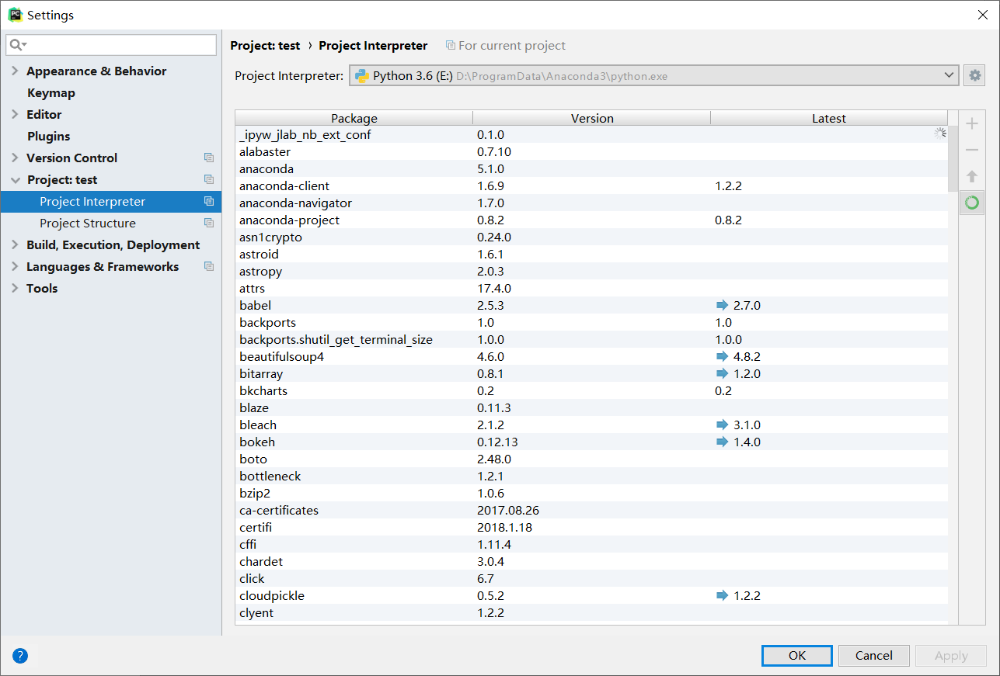 Settings
Appearance & Behavior
Keymap
Editor
Plugins
Version Control
Project: test
Project Interpreter
Project Structure
Build, Execution, Deployment
Languages & Frameworks
Tools
Project: test › Project Interpreter For current project
Project Interpreter: Python 3.6 (E:) D:\ProgramData\Anaconda3\python.exe
Package Version Latest
_ipyw_jlab_nb_ext_conf 0.1.0
alabaster 0.7.10
anaconda 5.1.0
anaconda-client 1.6.9 1.2.2
anaconda-navigator 1.7.0
anaconda-project 0.8.2 0.8.2
asn1crypto 0.24.0
astroid 1.6.1
astropy 2.0.3
attrs 17.4.0
babel 2.5.3 2.7.0
backports 1.0 1.0
backports.shutil_get_terminal_size 1.0.0 1.0.0
beautifulsoup4 4.6.0 4.8.2
bitarray 0.8.1 1.2.0
bkcharts 0.2 0.2
blaze 0.11.3
bleach 2.1.2 3.1.0
bokeh 0.12.13 1.4.0
boto 2.48.0
bottleneck 1.2.1
bzip2 1.0.6
ca-certificates 2017.08.26
certifi 2018.1.18
cffi 1.11.4
chardet 3.0.4
click 6.7
cloudpickle 0.5.2 1.2.2
clyent 1.2.2
? OK Cancel Apply